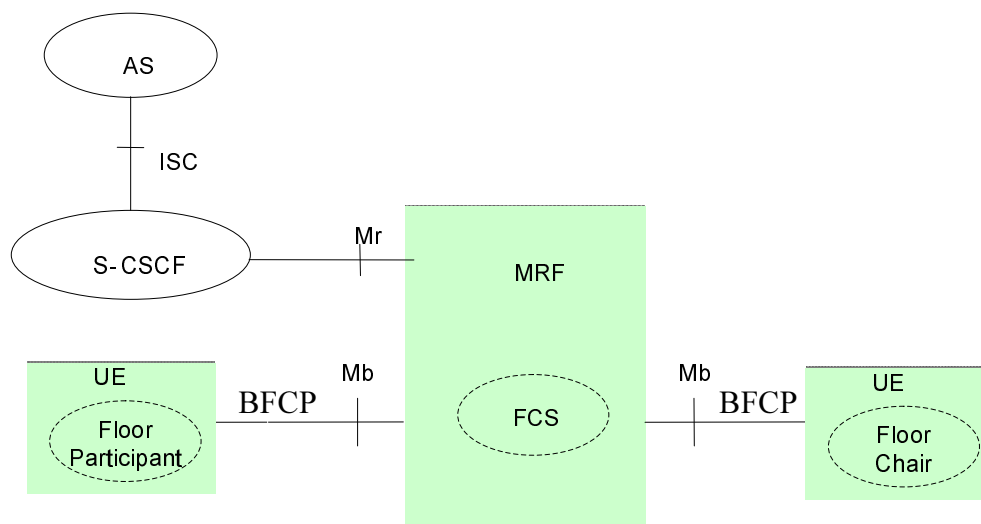 AS
ISC
S-CSCF
Mr
MRF
UE
Floor
Participant
BFCP
Mb
FCS
Mb
BFCP
UE
Floor
Chair